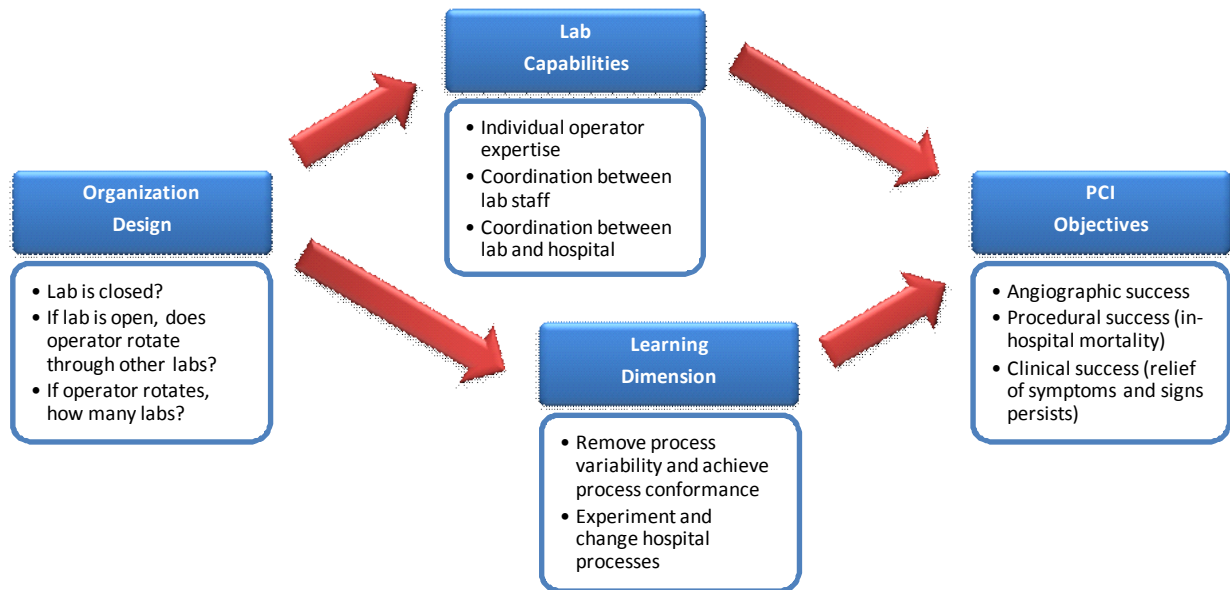 Lab
Capabilities
• Individual operator
expertise
• Coordination between
lab staff
• Coordination between
lab and hospital
Organization
Design
• Lab is closed?
• If lab is open, does
operator rotate
through other labs?
• If operator rotates,
how many labs?
Learning
Dimension
• Remove process
variability and achieve
process conformance
• Experiment and
change hospital
processes
PCI
Objectives
• Angiographic success
• Procedural success (in-
hospital mortality)
• Clinical success (relief
of symptoms and signs
persists)